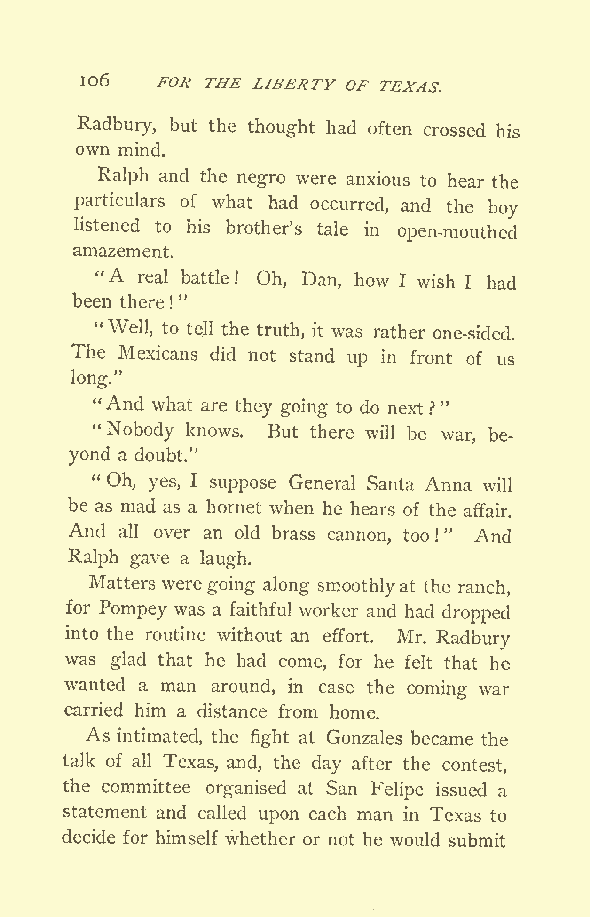 106 FOR THE LIBERTY OF TEXAS.
Radbury, but the thought had often crossed his
own mind.
Ralph and the negro were anxious to hear the
particulars of what had occurred, and the boy
listened to his brother's tale in open-mouthed
amazement.
"A real battle! Oh, Dan, how I wish I had
been there!"
"Well, to tell the truth, it was rather one-sided.
The Mexicans did not stand up in front of us
long."
"And what are they going to do next?"
"Nobody knows. But there will be war, be-
yond a doubt."
"Oh, yes, I suppose General Santa Anna will
be as mad as a hornet when he hears of the affair.
And all over an old brass cannon, too!" And
Ralph gave a laugh.
Matters were going along smoothly at the ranch,
for Pompey was a faithful worker and had dropped
into the routine without an effort. Mr. Radbury
was glad that he had come, for he felt that he
wanted a man around, in case the coming war
carried him a distance from home.
As intimated, the fight at Gonzales became the
talk of all Texas, and, the day after the contest,
the committee organised at San Felipe issued a
statement and called upon each man in Texas to
decide for himself whether or not he would submit